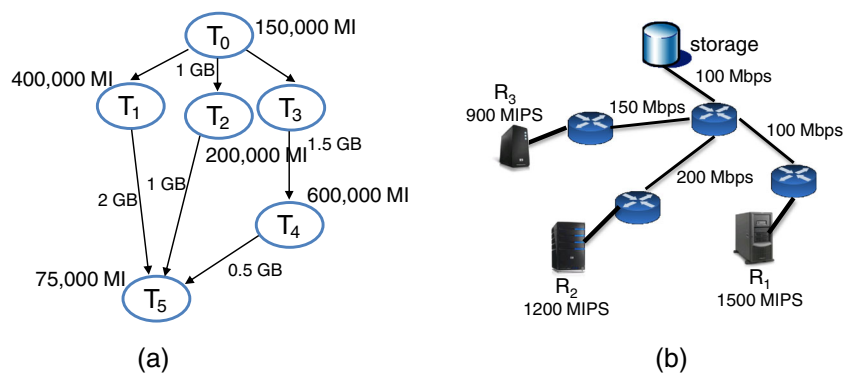 T0
150,000 MI
1 GB
400,000 MI
T1
T2
T3
200,000 MI
1.5 GB
2 GB
1 GB
600,000 MI
T4
0.5 GB
75,000 MI
T5
(a)
storage
100 Mbps
R3
900 MIPS
150 Mbps
100 Mbps
200 Mbps
R2
1200 MIPS
R1
1500 MIPS
(b)